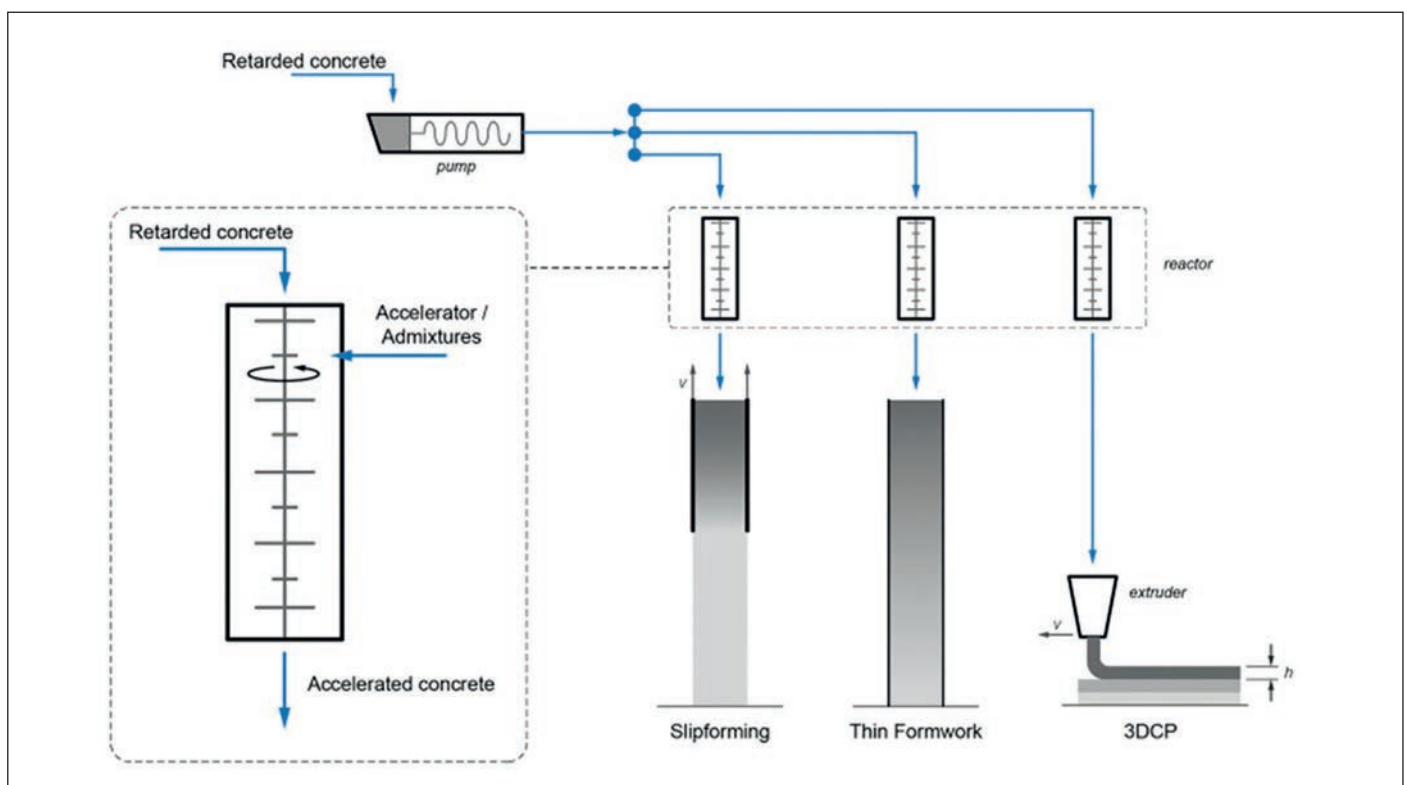 Retarded concrete
pump
Retarded concrete
Accelerator /
Admixtures
Accelerated concrete
reactor
v
extruder
v
h
Slipforming
Thin Formwork
3DCP